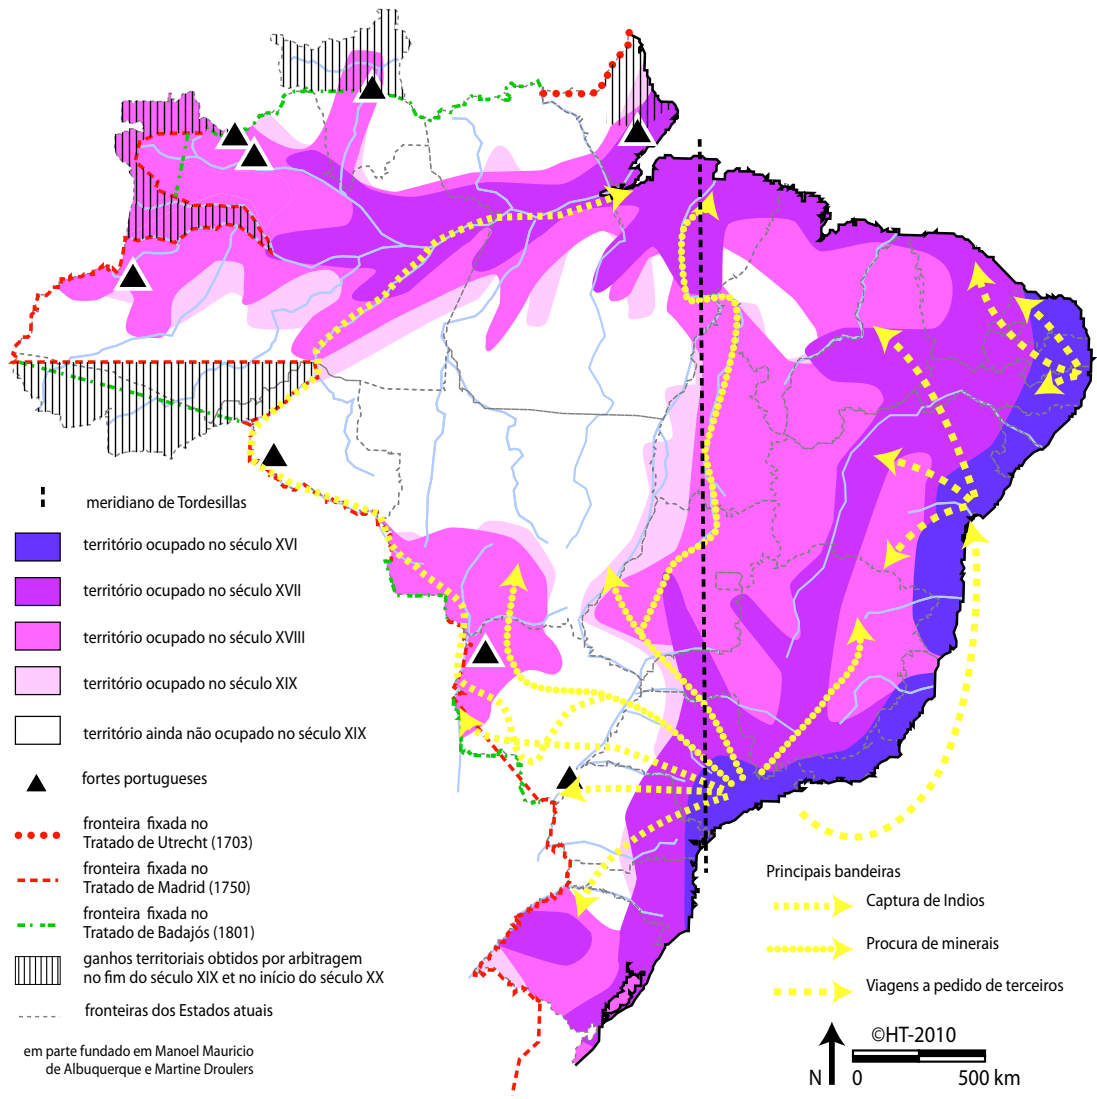 meridiano de Tordesillas
território ocupado no século XVI
território ocupado no século XVII
território ocupado no século XVIII
território ocupado no século XIX
território ainda não ocupado no século XIX
fortes portugueses
fronteira fixada no
Tratado de Utrecht (1703)
fronteira fixada no
Tratado de Madrid (1750)
fronteira fixada no
Tratado de Badajós (1801)
ganhos territoriais obtidos por arbitragem
no fim do século XIX et no início do século XX
fronteiras dos Estados atuais
em parte fundado em Manoel Mauricio
de Albuquerque e Martine Droulers
Principais bandeiras
Captura de Indios
Procura de minerais
Viagens a pedido de terceiros
©HT-2010
N 0 500 km